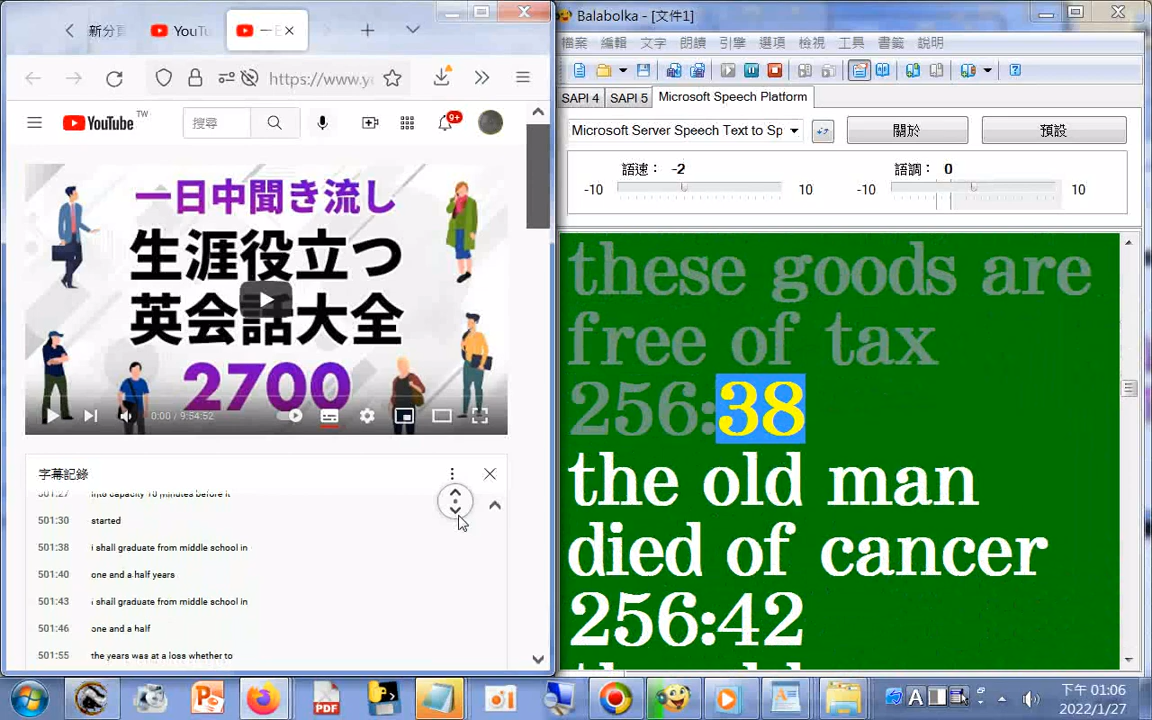 新分頁
YouTu
一日
https://www.yo
YouTube TW
搜尋
9+
一日中聞き流し
生涯役立つ
英会話大全
2700
0:00 / 9:54:52
字幕記錄
501:27 into capacity 10 minutes before it
501:30 started
501:38 i shall graduate from middle school in
501:40 one and a half years
501:43 i shall graduate from middle school in
501:46 one and a half
501:55 the years was at a loss whether to
Balabolka - [文件1]
檔案 編輯 文字 朗讀 引擎 選項 檢視 工具 書籤 說明
SAPI 4 SAPI 5 Microsoft Speech Platform
Microsoft Server Speech Text to Sp 關於 預設
語速： -2 語調： 0
-10 10 -10 10
these goods are
free of tax
256:38
the old man
died of cancer
256:42
PDF
A
下午 01:06
2022/1/27